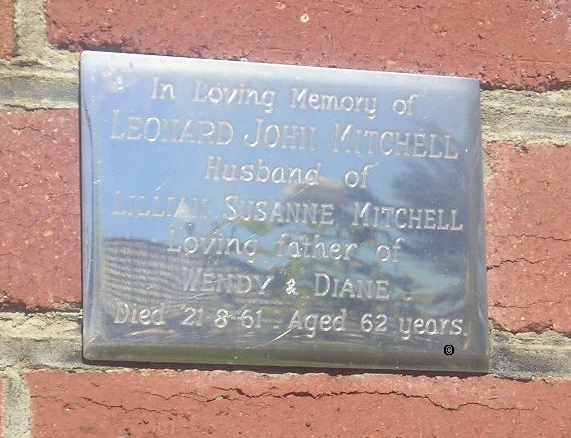 In Loving Memory of
LEONARD JOHN MITCHELL
Husband of
LILLIAN SUSANNE MITCHELL
Loving father of
WENDY & DIANE
Died 21-8-61. Aged 62 years.
©